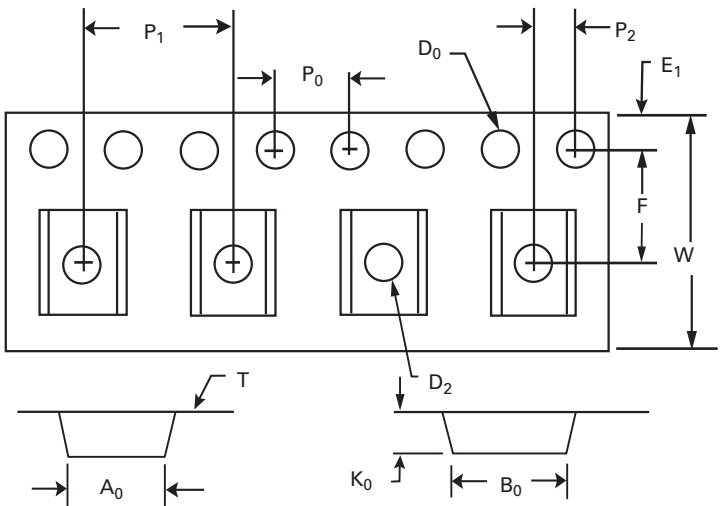 P₁
P₀
D₀
P₂
E₁
F
W
T
D₂
A₀
K₀
B₀